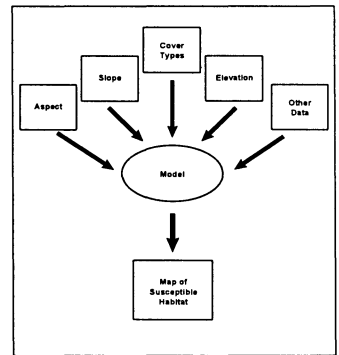 Cover
Types
Slope
Elevation
Aspect
Other
Data
Model
Map of
Susceptible
Habitat